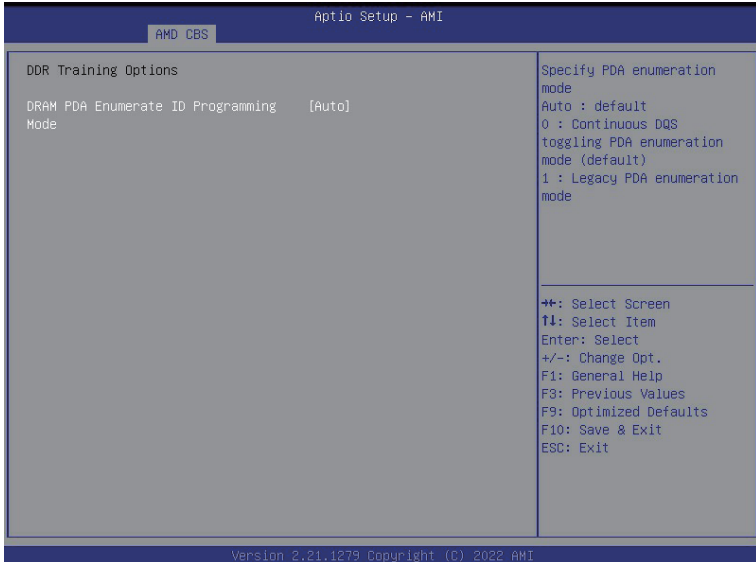 Aptio Setup – AMI
AMD CBS
DDR Training Options
DRAM PDA Enumerate ID Programming [Auto]
Mode
Specify PDA enumeration
mode
Auto : default
0 : Continuous DQS
toggling PDA enumeration
mode (default)
1 : Legacy PDA enumeration
mode
→←: Select Screen
↑↓: Select Item
Enter: Select
+/-: Change Opt.
F1: General Help
F3: Previous Values
F9: Optimized Defaults
F10: Save & Exit
ESC: Exit
Version 2.21.1279 Copyright (C) 2022 AMI